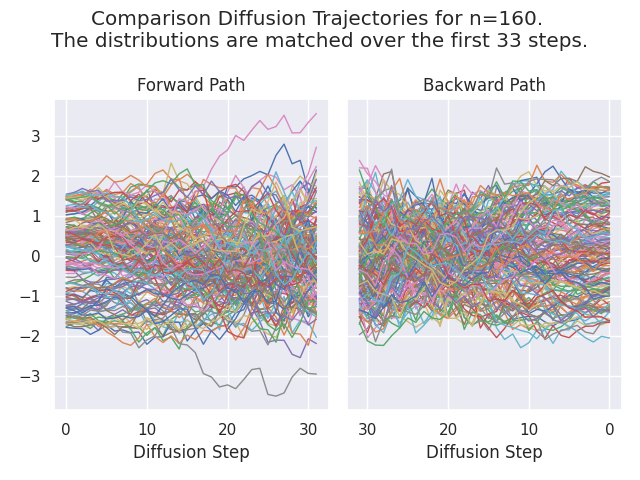 Comparison Diffusion Trajectories for n=160.
The distributions are matched over the first 33 steps.
Forward Path
Backward Path
3
2
1
0
−1
−2
−3
0 10 20 30
30 20 10 0
Diffusion Step
Diffusion Step